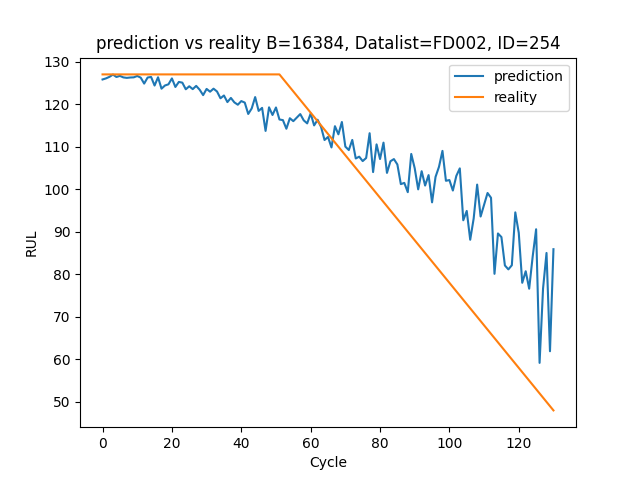 prediction vs reality B=16384, Datalist=FD002, ID=254
130
120
110
100
90
80
70
60
50
RUL
prediction
reality
0 20 40 60 80 100 120
Cycle